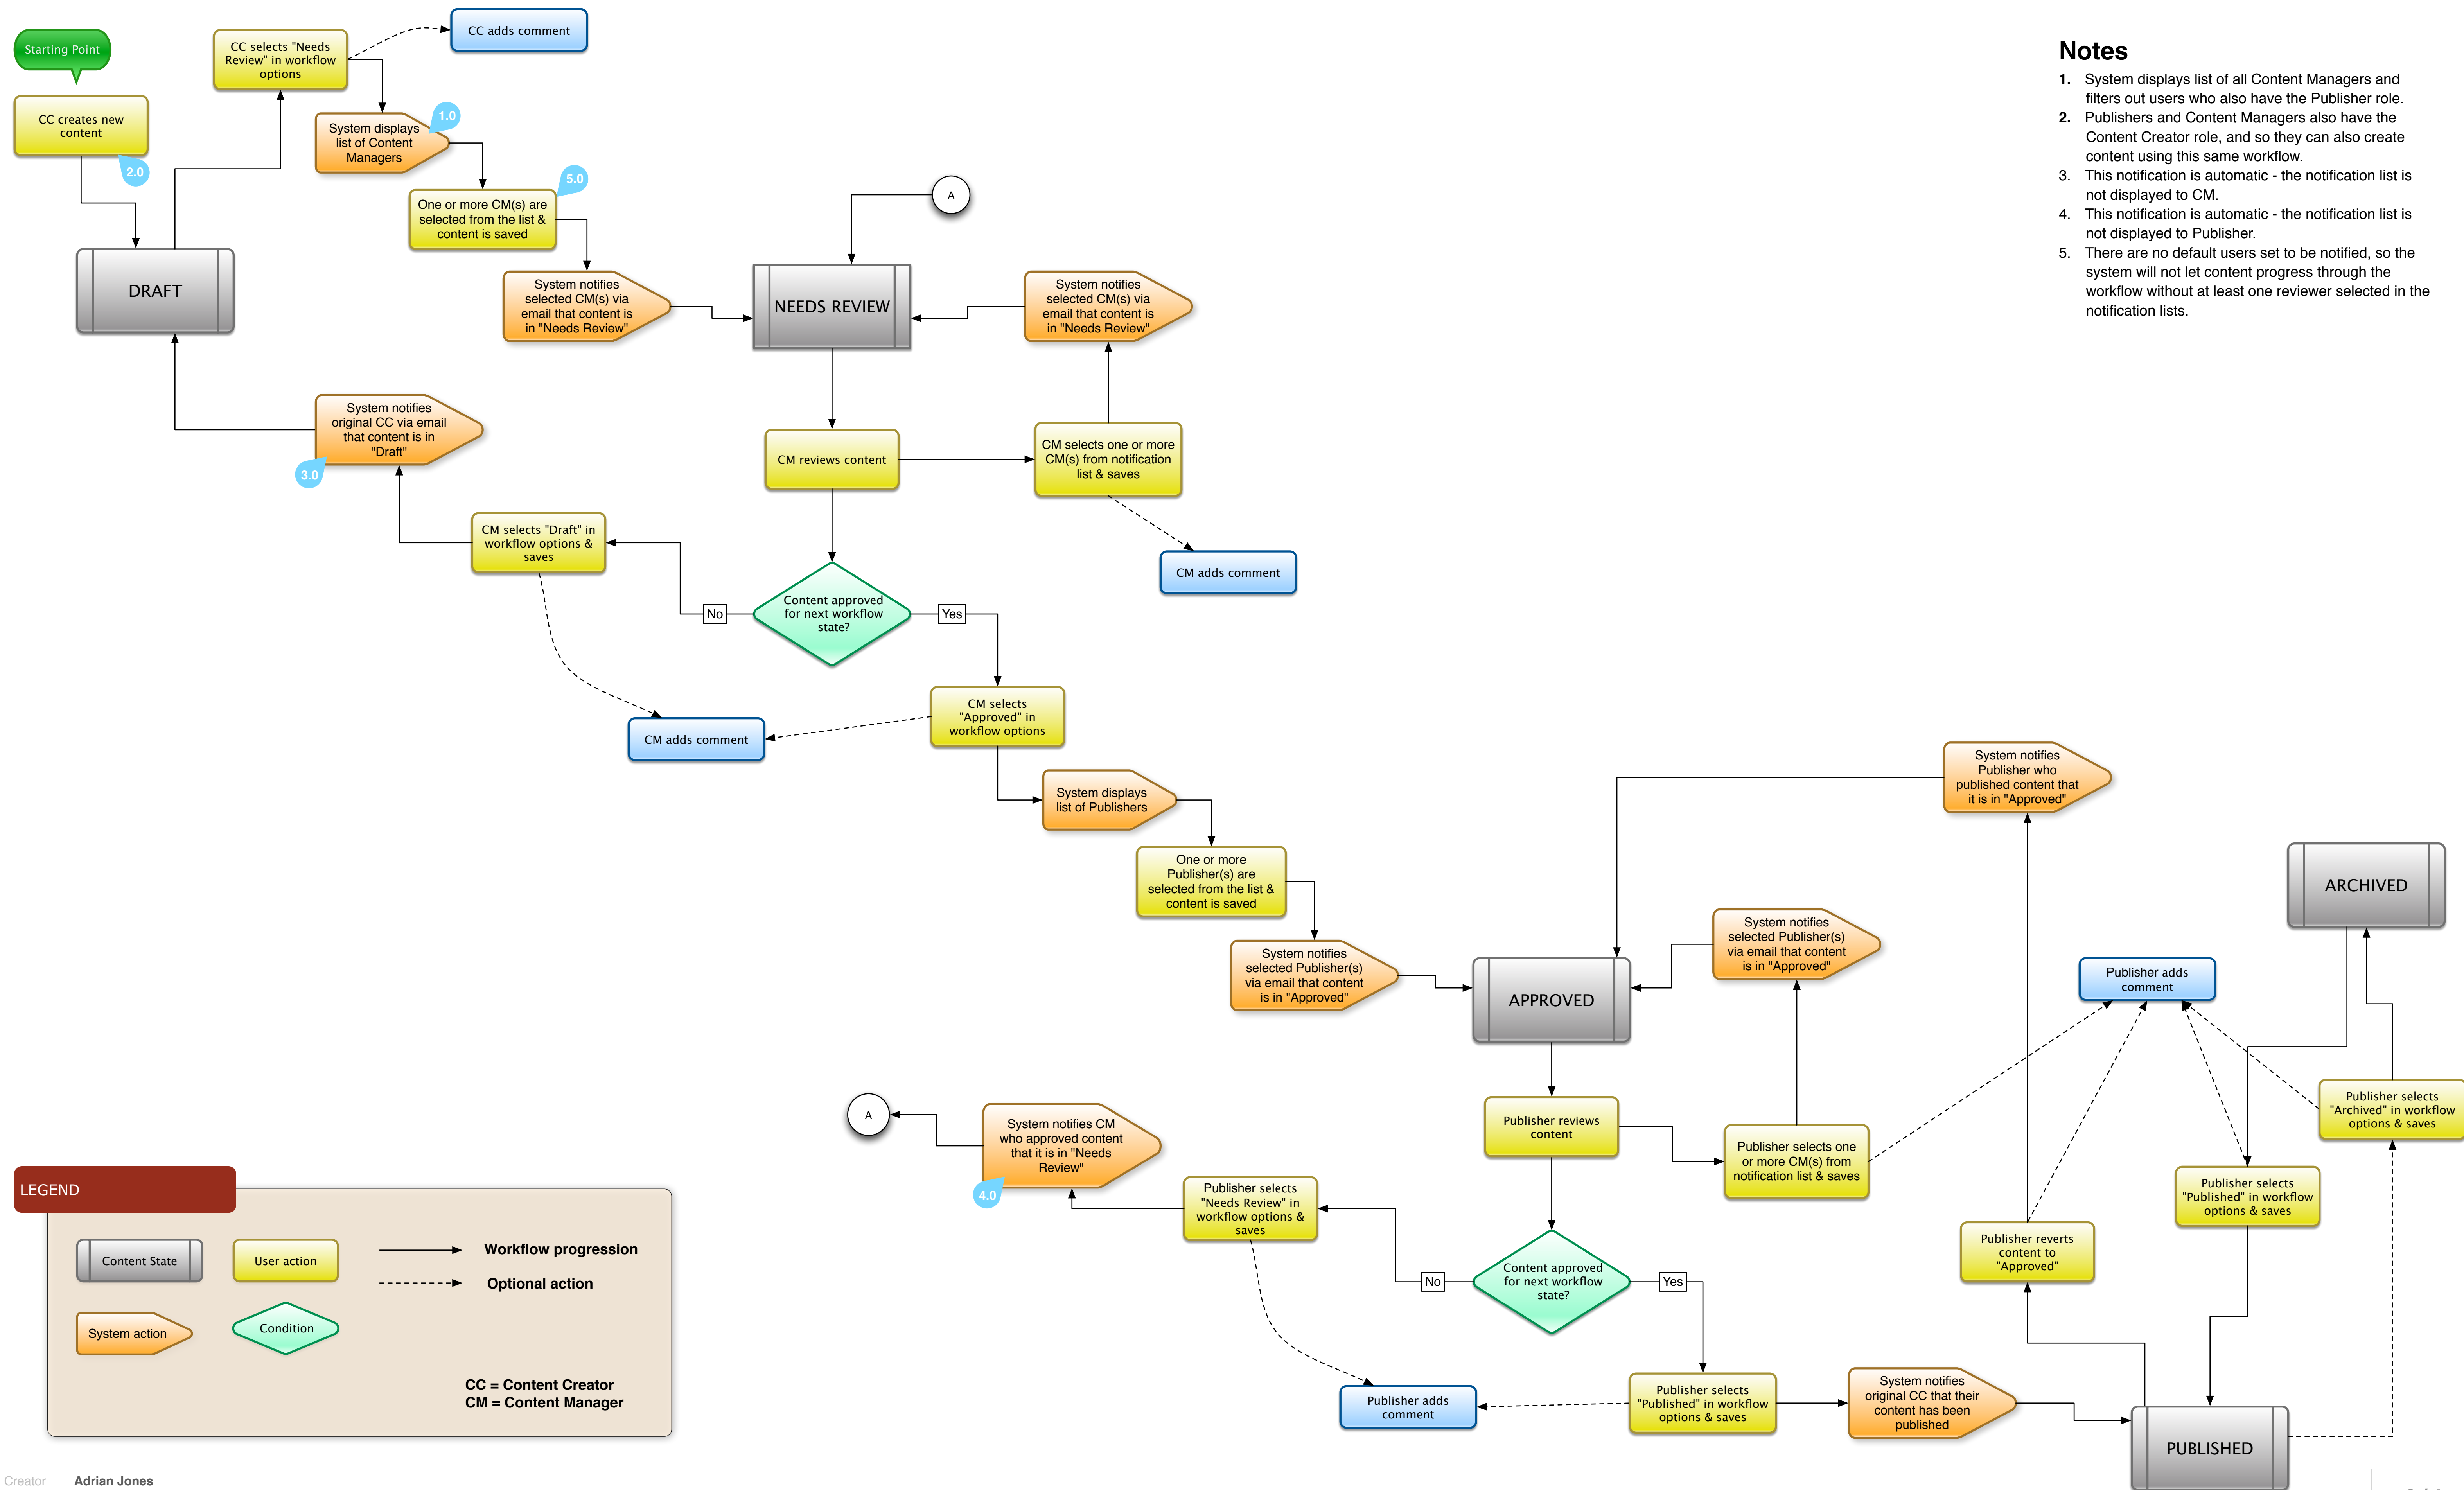 Starting Point
CC creates new
content
2.0
CC selects "Needs
Review" in workflow
options
CC adds comment
System displays
list of Content
Managers
1.0
One or more CM(s) are
selected from the list &
content is saved
5.0
System notifies
selected CM(s) via
email that content is
in "Needs Review"
DRAFT
A
NEEDS REVIEW
System notifies
selected CM(s) via
email that content is
in "Needs Review"
Notes
1. System displays list of all Content Managers and
filters out users who also have the Publisher role.
2. Publishers and Content Managers also have the
Content Creator role, and so they can also create
content using this same workflow.
3. This notification is automatic - the notification list is
not displayed to CM.
4. This notification is automatic - the notification list is
not displayed to Publisher.
5. There are no default users set to be notified, so the
system will not let content progress through the
workflow without at least one reviewer selected in the
notification lists.
System notifies
original CC via email
that content is in
"Draft"
3.0
CM reviews content
CM selects one or more
CM(s) from notification
list & saves
CM selects "Draft" in
workflow options &
saves
CM adds comment
No
Content approved
for next workflow
state?
Yes
CM selects
"Approved" in
workflow options
CM adds comment
System displays
list of Publishers
One or more
Publisher(s) are
selected from the list &
content is saved
System notifies
selected Publisher(s)
via email that content
is in "Approved"
System notifies
Publisher who
published content that
it is in "Approved"
ARCHIVED
System notifies
selected Publisher(s)
via email that content
is in "Approved"
APPROVED
Publisher adds
comment
A
System notifies CM
who approved content
that it is in "Needs
Review"
4.0
Publisher reviews
content
Publisher selects one
or more CM(s) from
notification list & saves
Publisher selects
"Archived" in workflow
options & saves
Publisher selects
"Needs Review" in
workflow options &
saves
Publisher selects
"Published" in workflow
options & saves
Publisher reverts
content to
"Approved"
No
Content approved
for next workflow
state?
Yes
Publisher adds
comment
Publisher selects
"Published" in workflow
options & saves
System notifies
original CC that their
content has been
published
PUBLISHED
LEGEND
Content State
User action
Workflow progression
Optional action
System action
Condition
CC = Content Creator
CM = Content Manager
Creator Adrian Jones